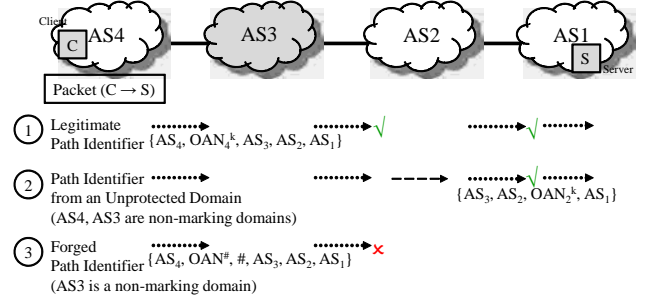 Client
C
AS4
AS3
AS2
AS1
S
Server
Packet (C → S)
1 Legitimate
Path Identifier {AS₄, OAN₄ᵏ, AS₃, AS₂, AS₁}
√
√
2 Path Identifier
from an Unprotected Domain
(AS4, AS3 are non-marking domains)
√
{AS₃, AS₂, OAN₂ᵏ, AS₁}
3 Forged
Path Identifier {AS₄, OAN^#, #, AS₃, AS₂, AS₁}
×
(AS3 is a non-marking domain)